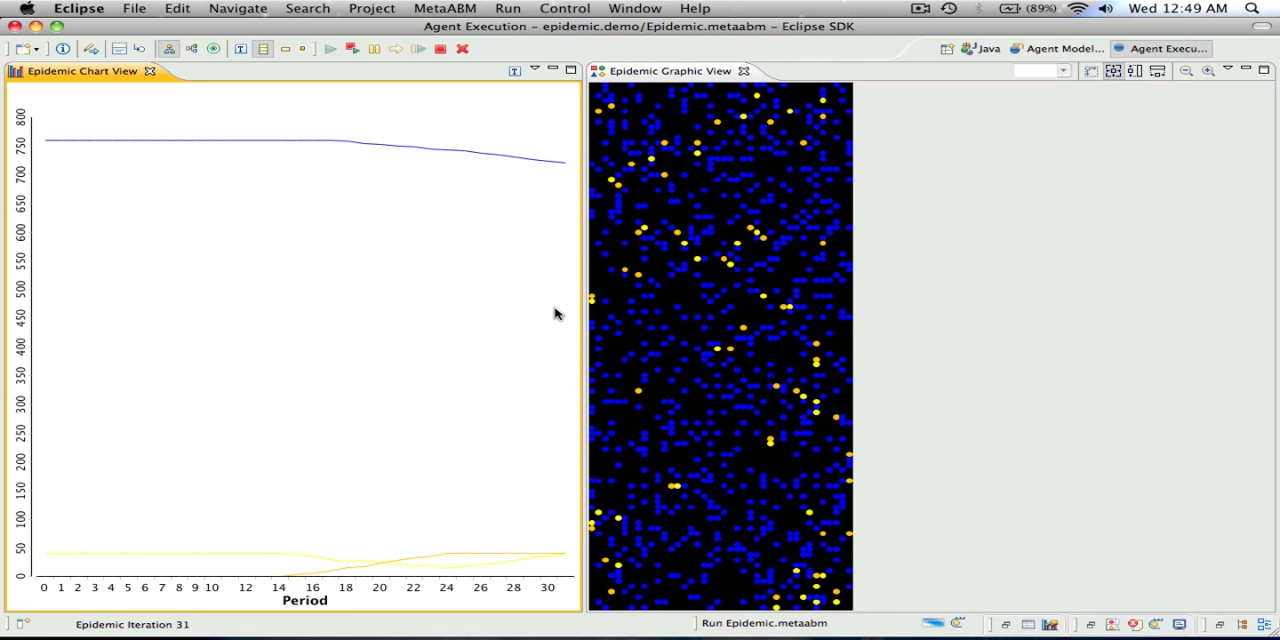 Eclipse File Edit Navigate Search Project MetaABM Run Control Window Help (89%) Wed 12:49 AM
Agent Execution - epidemic.demo/Epidemic.metaabm - Eclipse SDK
Java Agent Model... Agent Execu...
Epidemic Chart View
Epidemic Graphic View
800
750
700
650
600
550
500
450
400
350
300
250
200
150
100
50
0
0 1 2 3 4 5 6 7 8 9 10 12 14 16 18 20 22 24 26 28 30
Period
Epidemic Iteration 31
Run Epidemic.metaabm